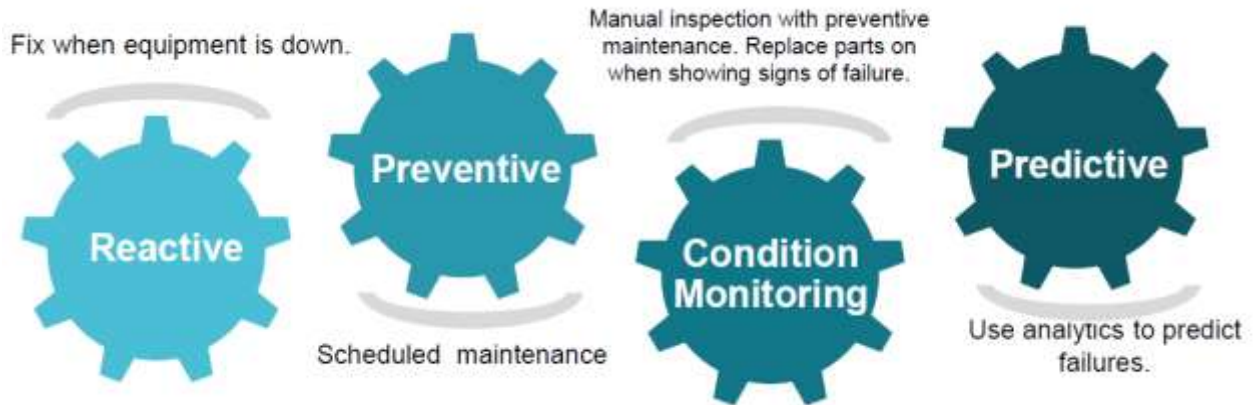 Fix when equipment is down.
Reactive
Preventive
Scheduled maintenance
Manual inspection with preventive
maintenance. Replace parts on
when showing signs of failure.
Condition
Monitoring
Predictive
Use analytics to predict
failures.